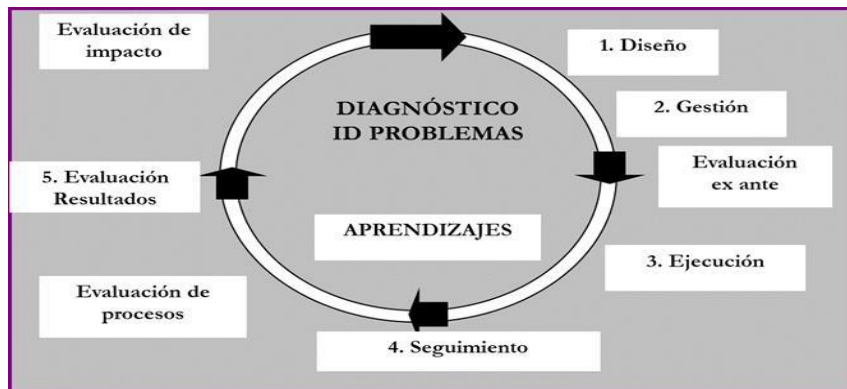 Evaluación de
impacto
1. Diseño
DIAGNÓSTICO
ID PROBLEMAS
2. Gestión
Evaluación
ex ante
5. Evaluación
Resultados
APRENDIZAJES
3. Ejecución
Evaluación de
procesos
4. Seguimiento